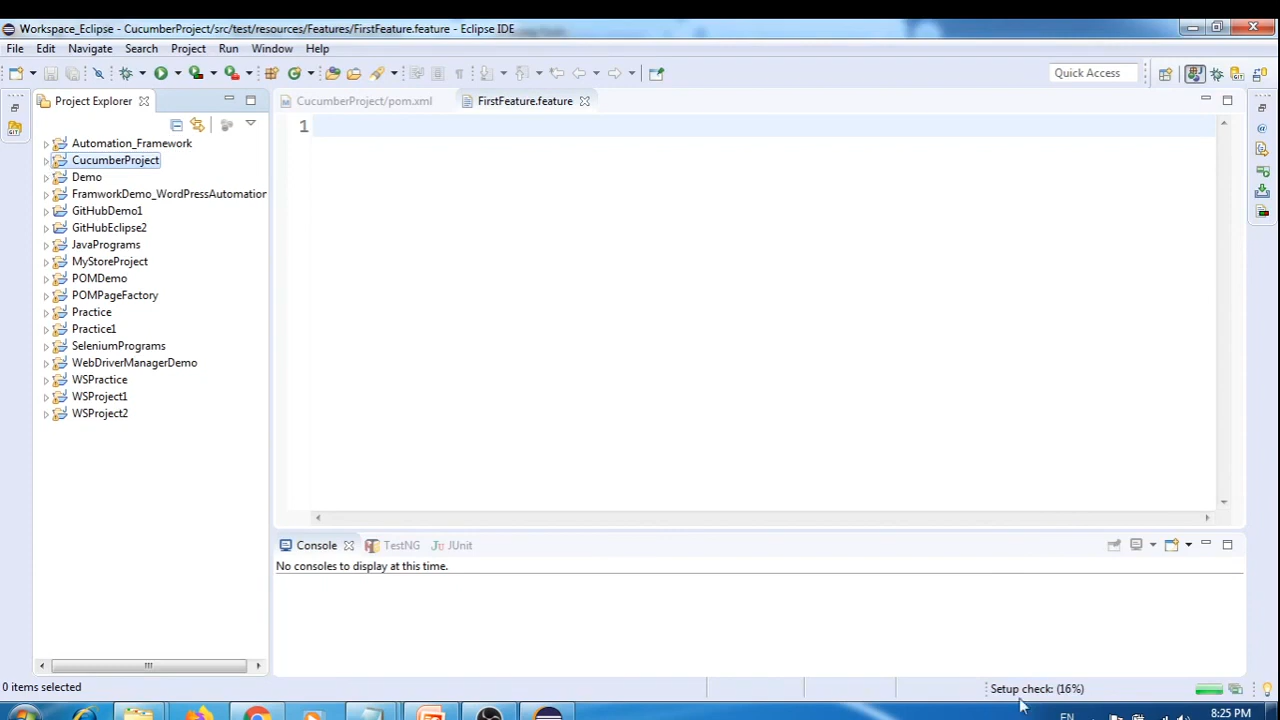 Workspace_Eclipse - CucumberProject/src/test/resources/Features/FirstFeature.feature - Eclipse IDE
File Edit Navigate Search Project Run Window Help
Quick Access
Project Explorer
CucumberProject/pom.xml FirstFeature.feature
1
Automation_Framework
CucumberProject
Demo
FramworkDemo_WordPressAutomation
GitHubDemo1
GitHubEclipse2
JavaPrograms
MyStoreProject
POMDemo
POMPageFactory
Practice
Practice1
SeleniumPrograms
WebDriverManagerDemo
WSPractice
WSProject1
WSProject2
Console TestNG JUnit
No consoles to display at this time.
0 items selected
Setup check: (16%)
EN
8:25 PM